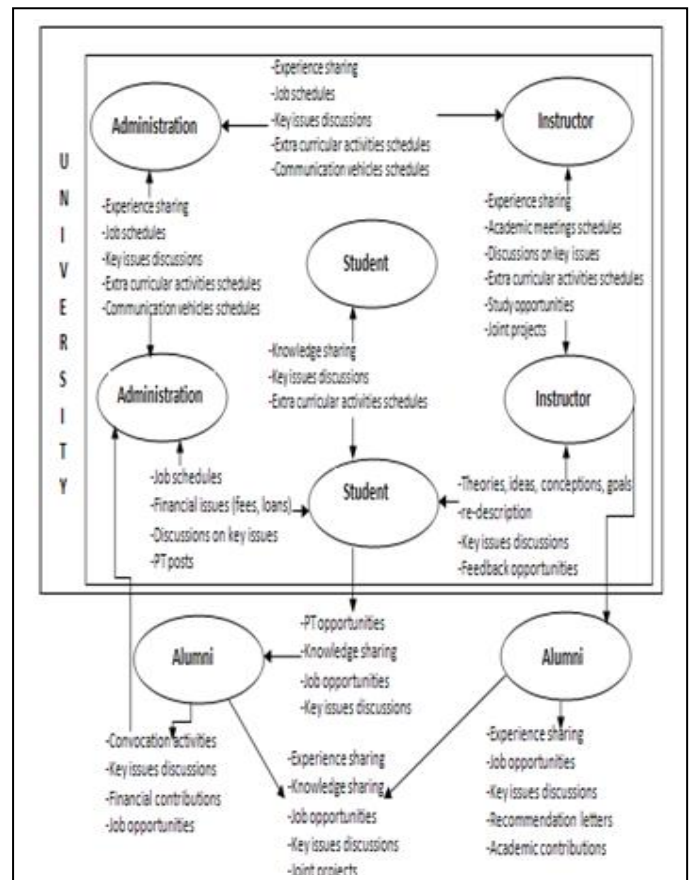 -Experience sharing
-Job schedules
-Key issues discussions
-Extra curricular activities schedules
-Communication vehicles schedules
Administration
Instructor
U
N
I
V
E
R
S
I
T
Y
-Experience sharing
-Job schedules
-Key issues discussions
-Extra curricular activities schedules
-Communication vehicles schedules
Student
-Experience sharing
-Academic meetings schedules
-Discussions on key issues
-Extra curricular activities schedules
-Study opportunities
-Joint projects
-Knowledge sharing
-Key issues discussions
-Extra curricular activities schedules
Administration
Instructor
Student
-Job schedules
-Financial issues (fees, loans)
-Discussions on key issues
-PT posts
-Theories, ideas, conceptions, goals
-re-description
-Key issues discussions
-Feedback opportunities
Alumni
-PT opportunities
-Knowledge sharing
-Job opportunities
-Key issues discussions
Alumni
-Convocation activities
-Key issues discussions
-Financial contributions
-Job opportunities
-Experience sharing
-Knowledge sharing
-Job opportunities
-Key issues discussions
-Joint projects
-Experience sharing
-Job opportunities
-Key issues discussions
-Recommendation letters
-Academic contributions